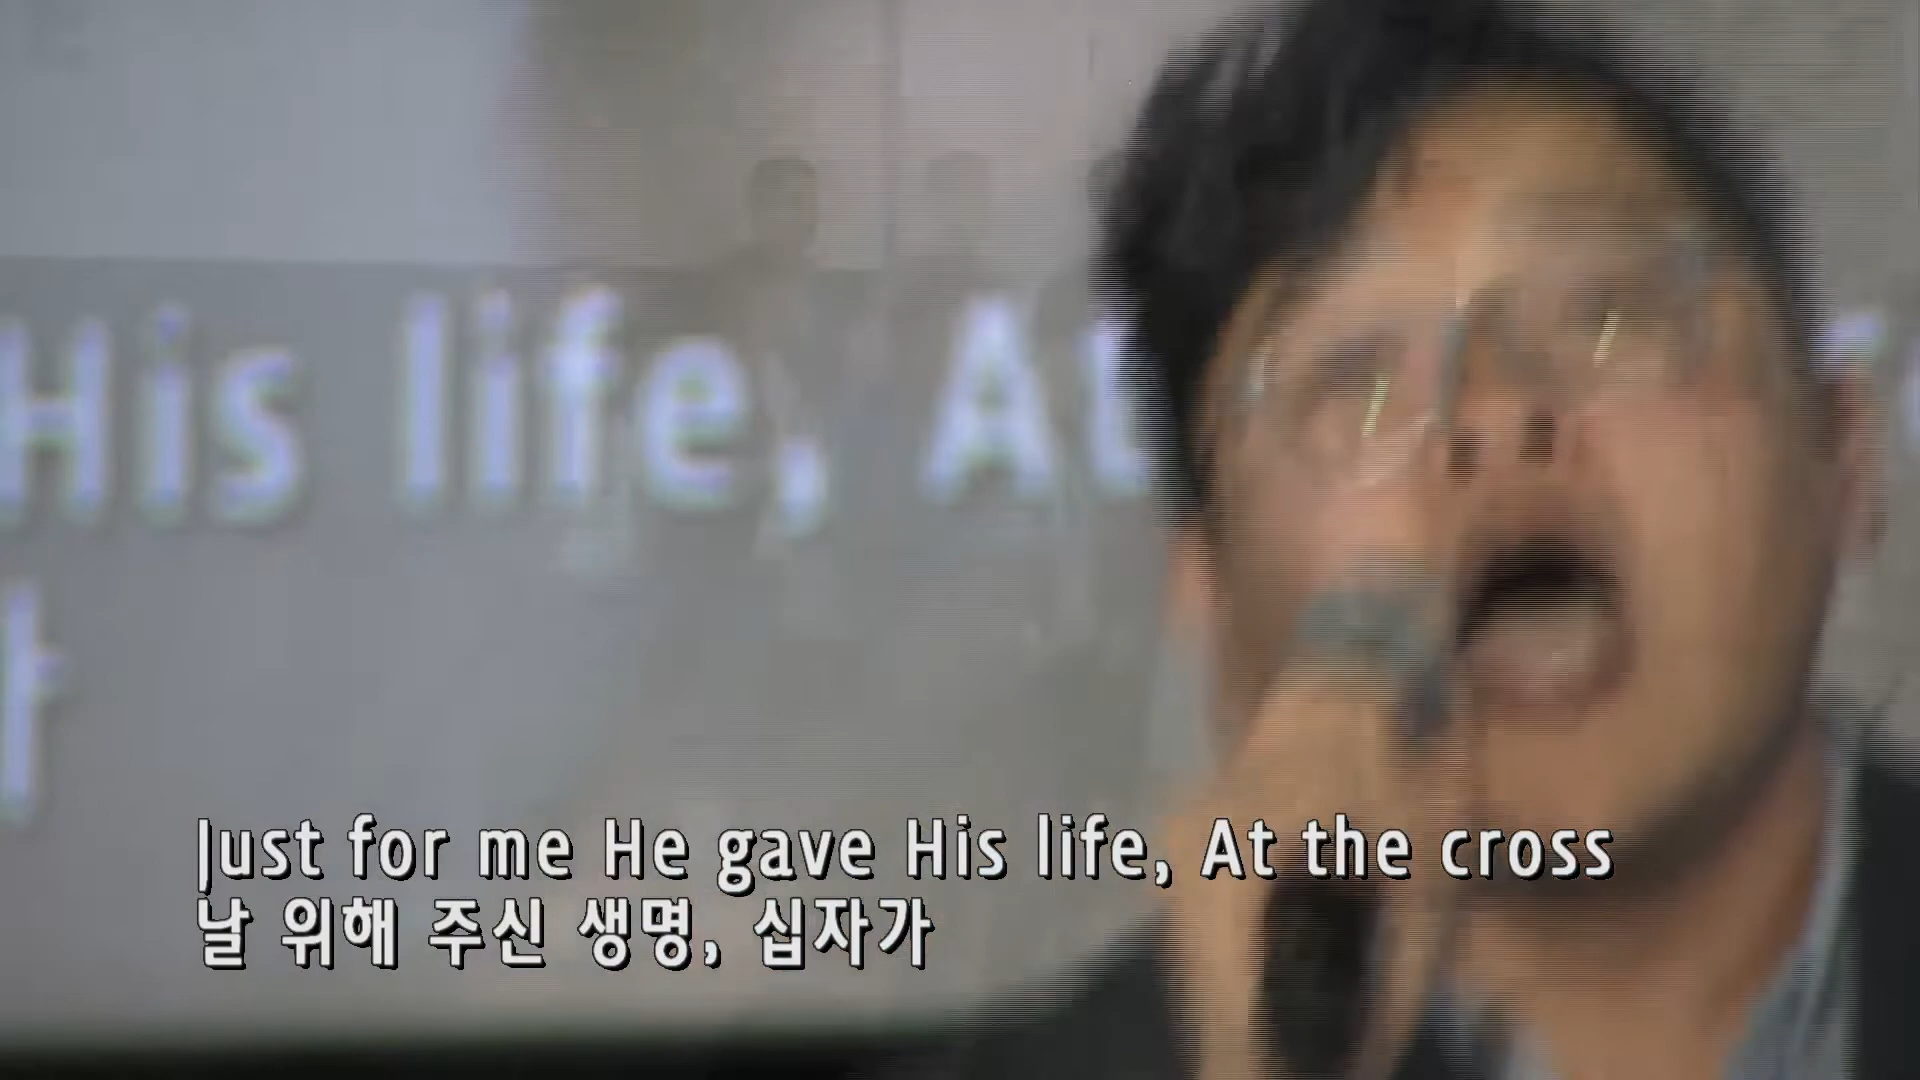 His life, At
Just for me He gave His life, At the cross
날 위해 주신 생명, 십자가